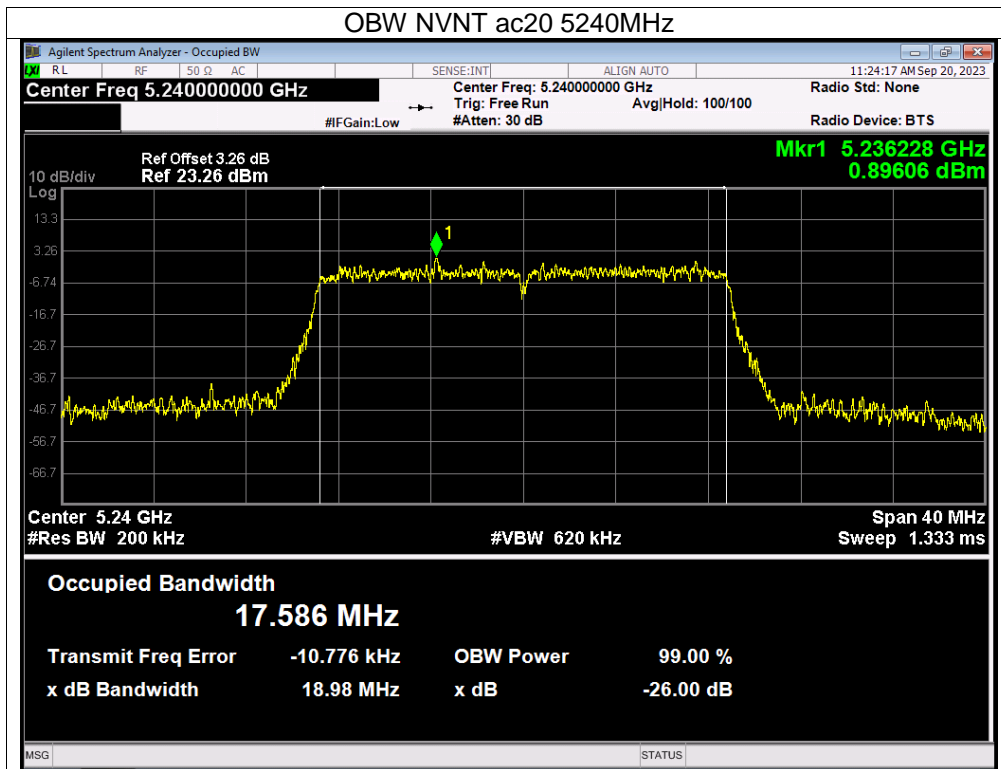 OBW NVNT ac20 5240MHz
Agilent Spectrum Analyzer - Occupied BW
LXI RL RF 50 Ω AC SENSE:INT ALIGN AUTO 11:24:17 AM Sep 20, 2023
Center Freq 5.240000000 GHz Center Freq: 5.240000000 GHz Radio Std: None
Trig: Free Run Avg|Hold: 100/100
#IFGain:Low #Atten: 30 dB Radio Device: BTS
Mkr1 5.236228 GHz
0.89606 dBm
Ref Offset 3.26 dB
10 dB/div Ref 23.26 dBm
Log
13.3
1
3.26
-6.74
-16.7
-26.7
-36.7
-46.7
-56.7
-66.7
Center 5.24 GHz Span 40 MHz
#Res BW 200 kHz #VBW 620 kHz Sweep 1.333 ms
Occupied Bandwidth
17.586 MHz
Transmit Freq Error -10.776 kHz OBW Power 99.00 %
x dB Bandwidth 18.98 MHz x dB -26.00 dB
MSG STATUS